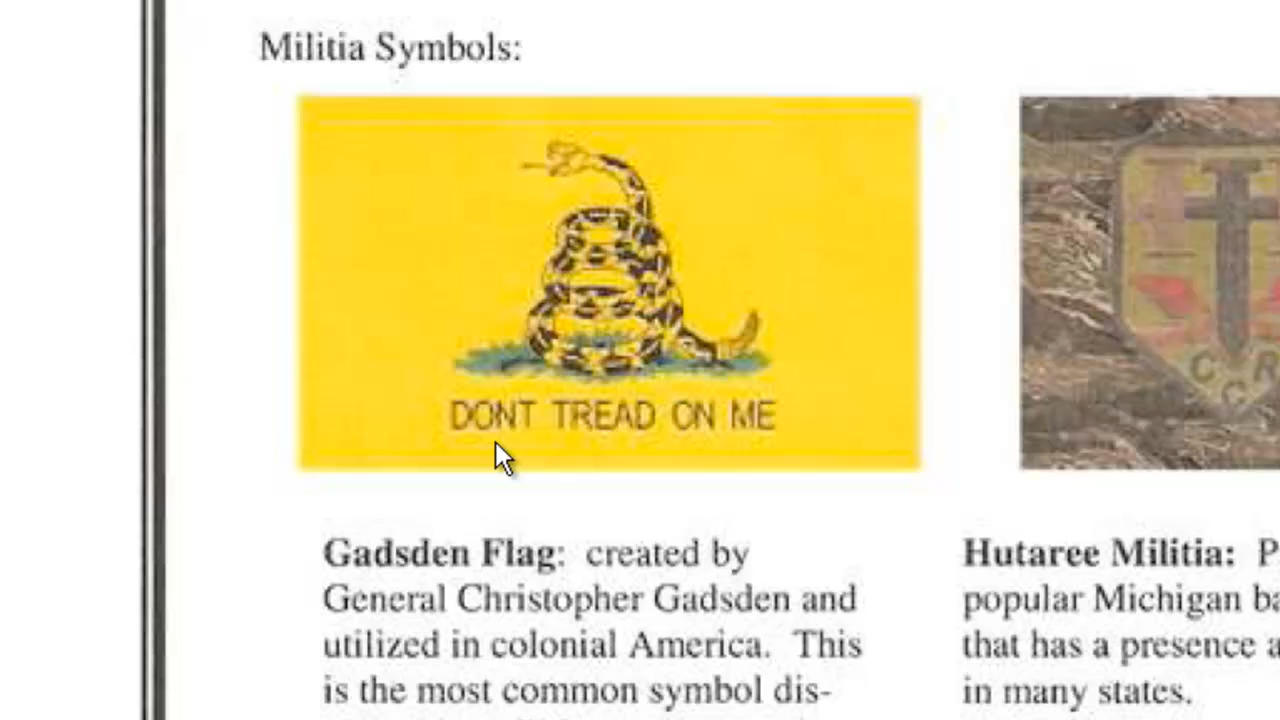 Militia Symbols:
DONT TREAD ON ME
C R
C C
Gadsden Flag: created by
General Christopher Gadsden and
utilized in colonial America. This
is the most common symbol dis-
Hutaree Militia: P
popular Michigan ba
that has a presence a
in many states.